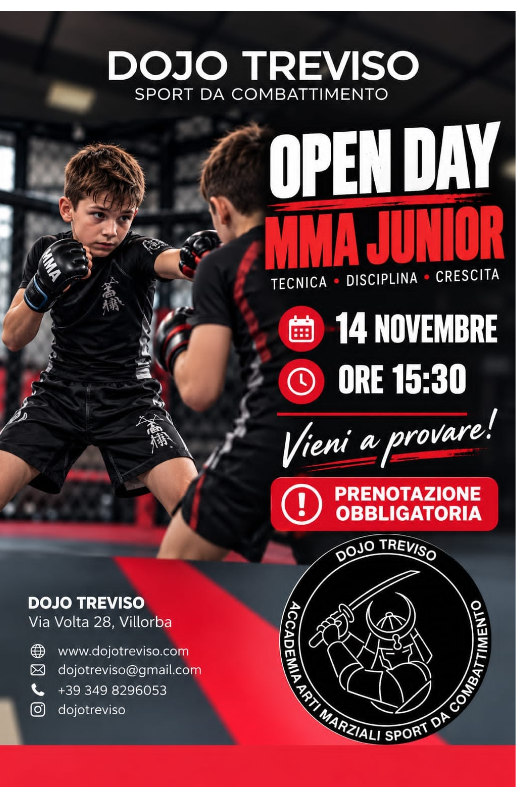 DOJO TREVISO
SPORT DA COMBATTIMENTO
OPEN DAY
MMA JUNIOR
TECNICA • DISCIPLINA • CRESCITA
14 NOVEMBRE
ORE 15:30
Vieni a provare!
PRENOTAZIONE
OBBLIGATORIA
MMA
DOJO TREVISO
Via Volta 28, Villorba
www.dojotreviso.com
dojotreviso@gmail.com
+39 349 8296053
dojotreviso
DOJO TREVISO
ACCADEMIA ARTI MARZIALI SPORT DA COMBATTIMENTO